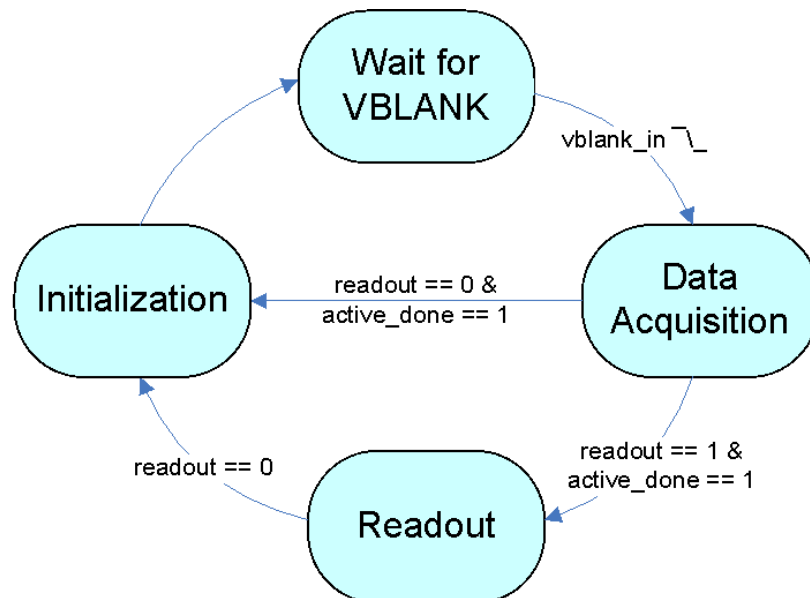 Wait for
VBLANK
vblank_in ‾\_
Initialization
readout == 0 &
active_done == 1
Data
Acquisition
readout == 0
readout == 1 &
active_done == 1
Readout